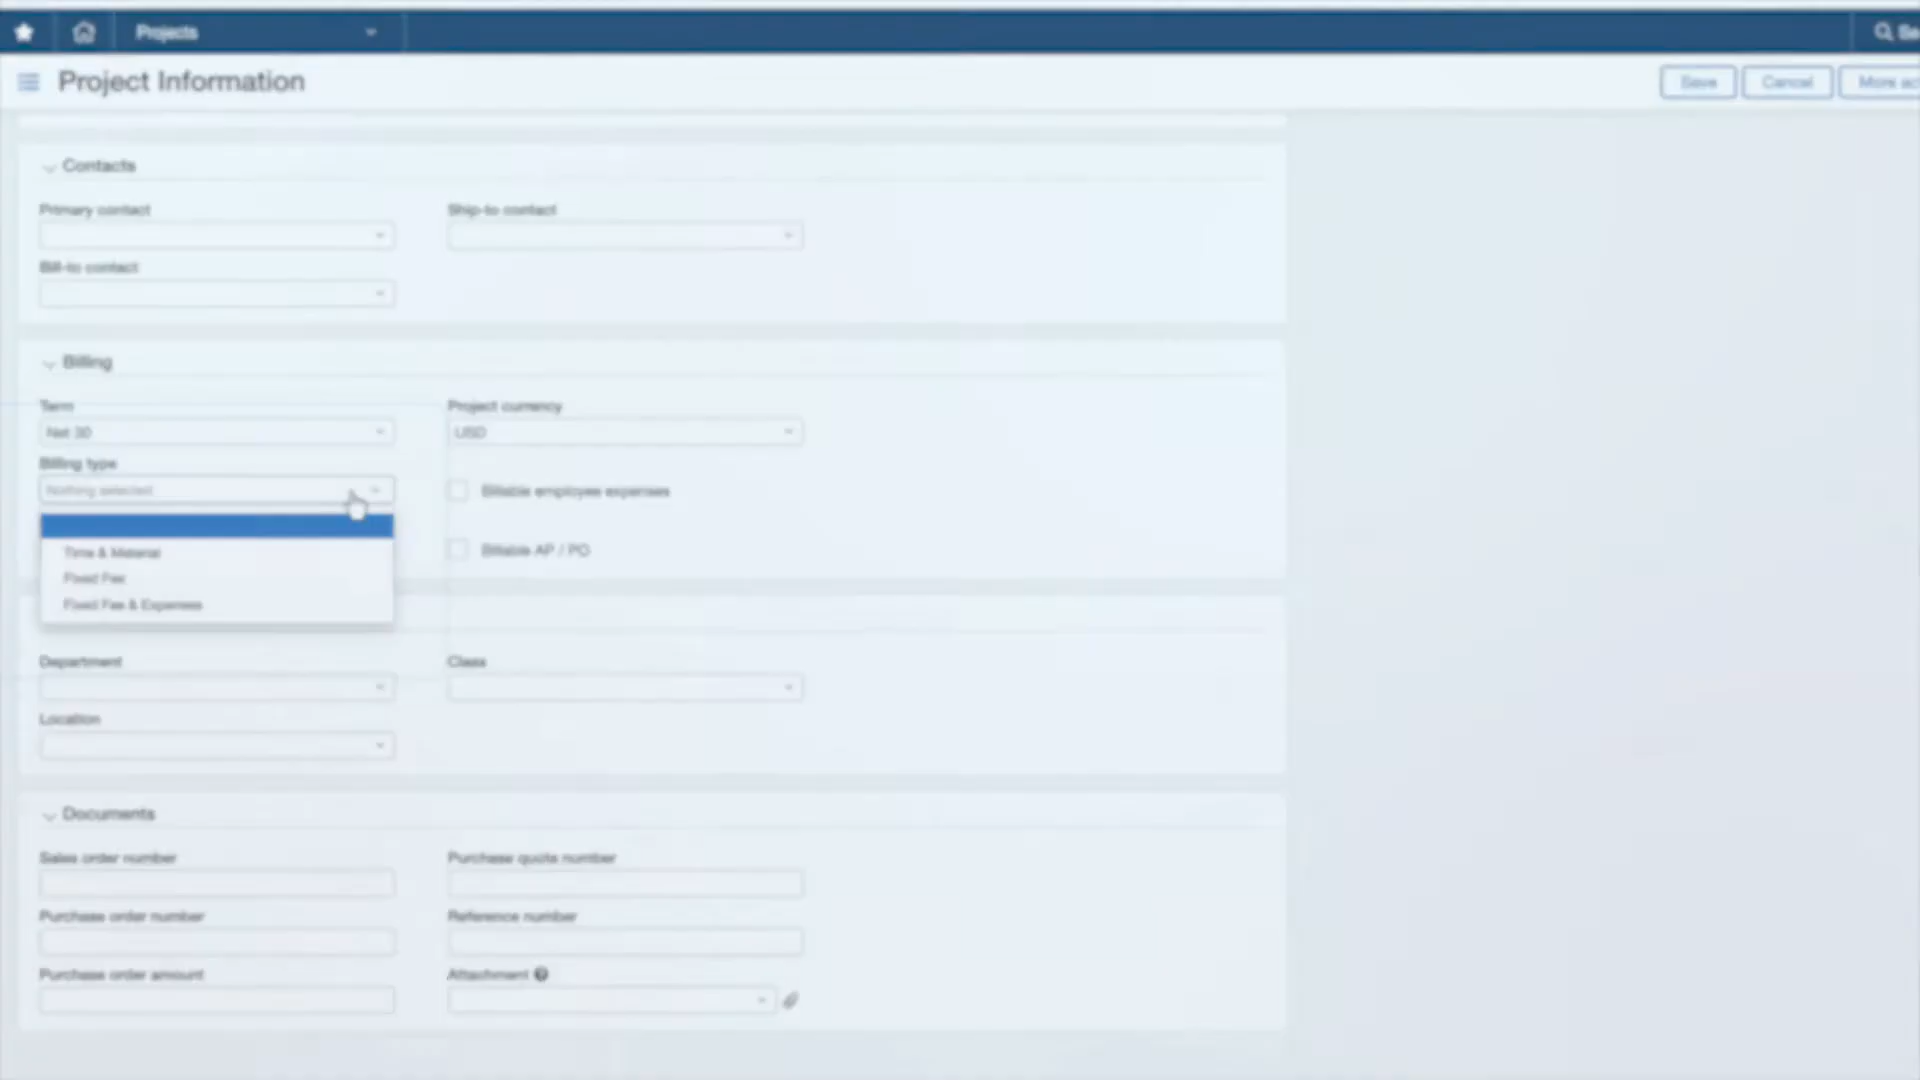 Projects
Project Information
Save
Cancel
Contacts
Primary contact
Ship-to contact
Bill-to contact
Billing
Term
Project currency
Net 30
USD
Billing type
Nothing selected
Billable employee expenses
Time & Material
Billable AP / PO
Fixed Fee
Fixed Fee & Expenses
Department
Class
Location
Documents
Sales order number
Purchase quote number
Purchase order number
Reference number
Purchase order amount
Attachment